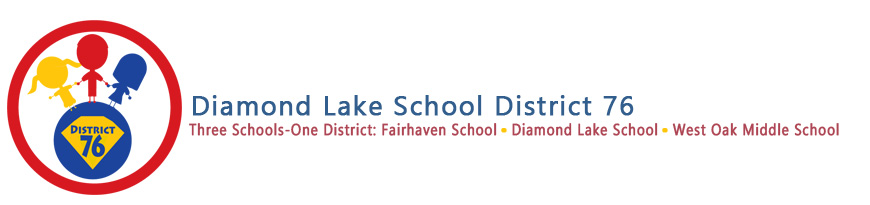 Diamond Lake School District 76
Three Schools-One District: Fairhaven School • Diamond Lake School • West Oak Middle School
DISTRICT
76